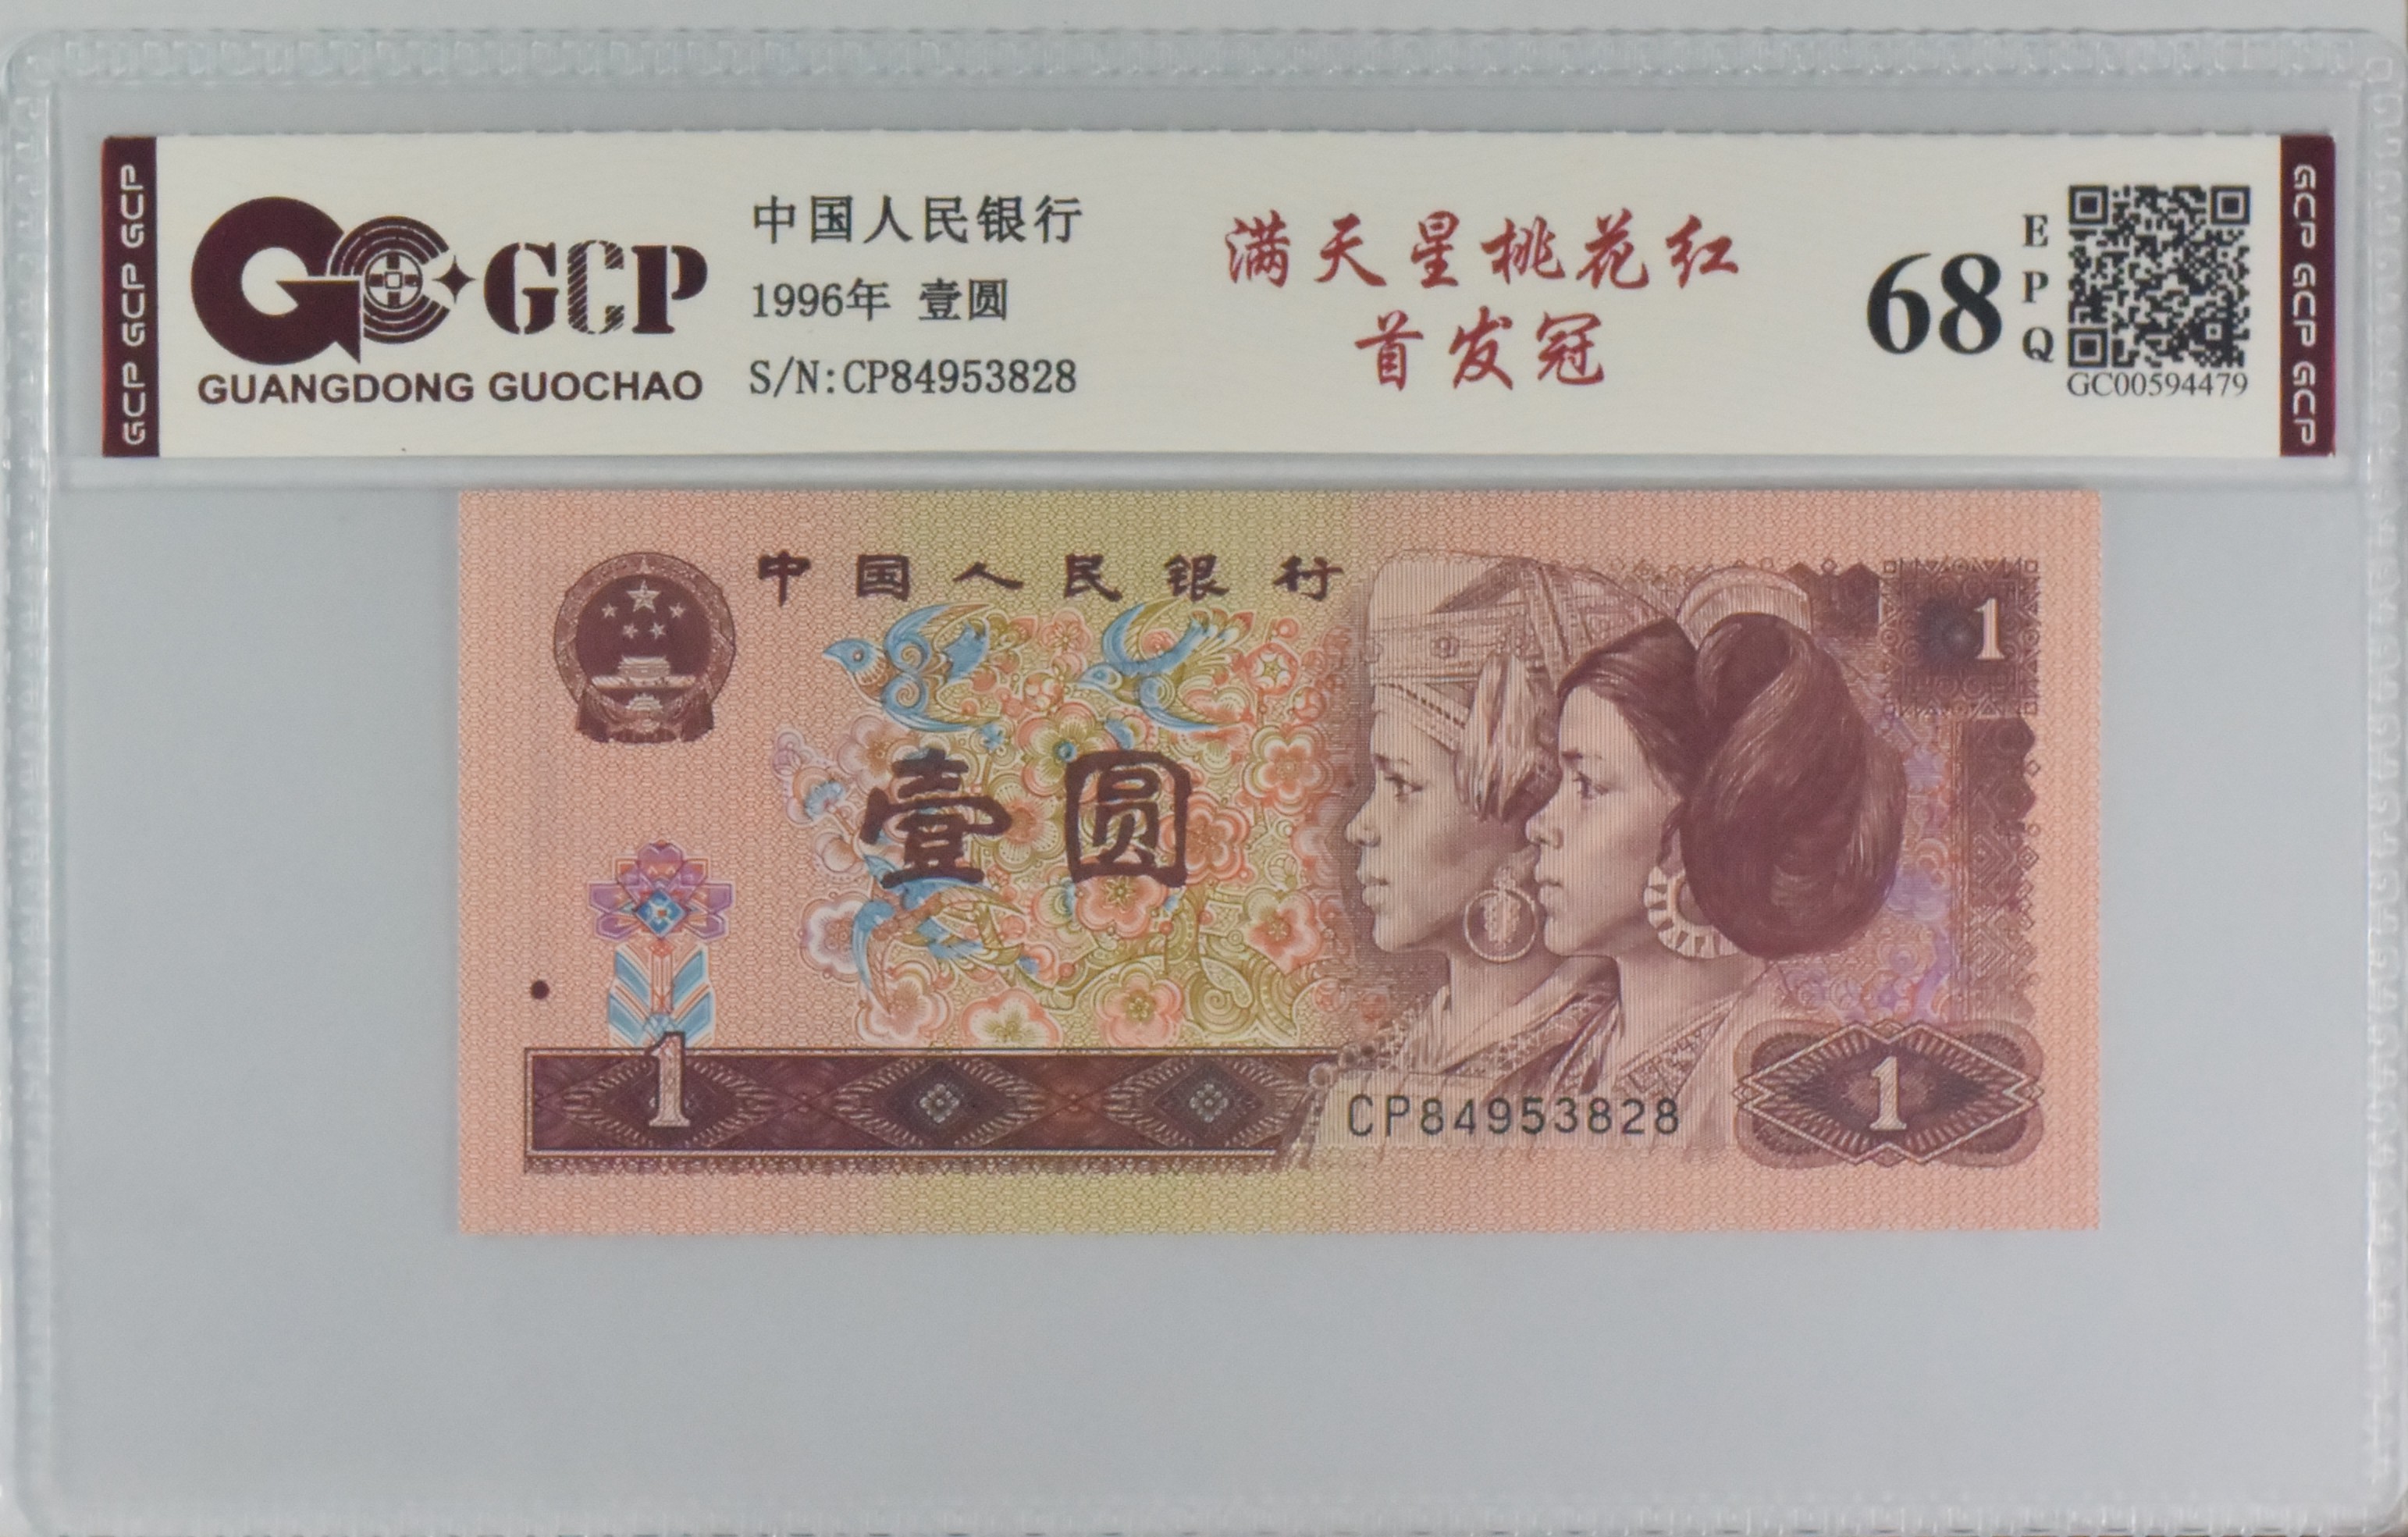 GCP GCP GCP
GCP
GUANGDONG GUOCHAO
中国人民银行
1996年 壹圆
S/N:CP84953828
满天星桃花红
首发冠
68
EPQ
GC00594479
GCP GCP GCP
中国人民银行
1
壹圆
1
CP84953828
1